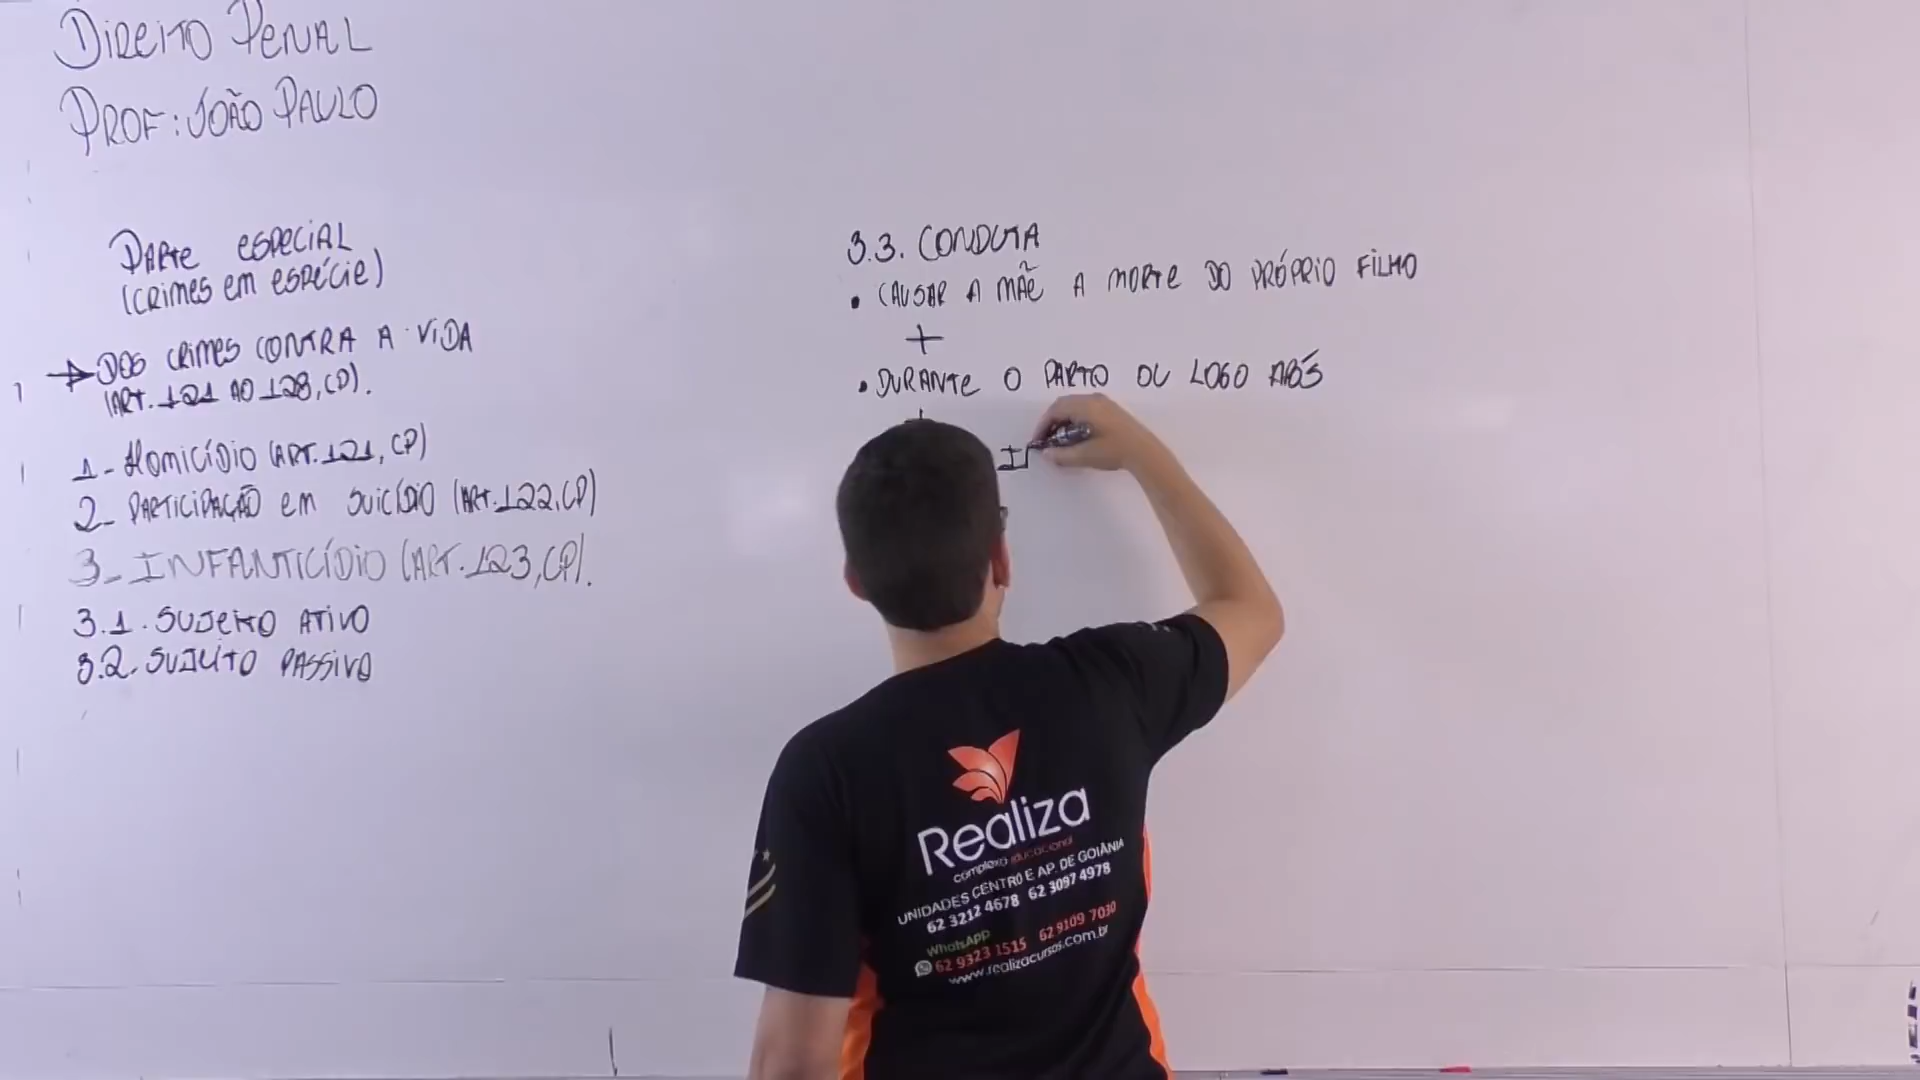 DIREITO PENAL
PROF: JOÃO PAULO
PARTE ESPECIAL
(CRIMES EM ESPÉCIE)
DOS CRIMES CONTRA A VIDA
(ART. 121 AO 128, CP).
1- HOMICÍDIO (ART. 121, CP)
2- PARTICIPAÇÃO EM SUICÍDIO (ART. 122, CP)
3- INFANTICÍDIO (ART. 123, CP).
3.1. SUJEITO ATIVO
3.2. SUJEITO PASSIVO
3.3. CONDUTA
• CAUSAR A MÃE A MORTE DO PRÓPRIO FILHO
+
• DURANTE O PARTO OU LOGO APÓS
Realiza
complexo educacional
UNIDADES CENTRO E AP. DE GOIÂNIA
62 3212 4678 62 3097 4978
WhatsApp
62 9323 1515 62 9109 7030
www.realizacursos.com.br